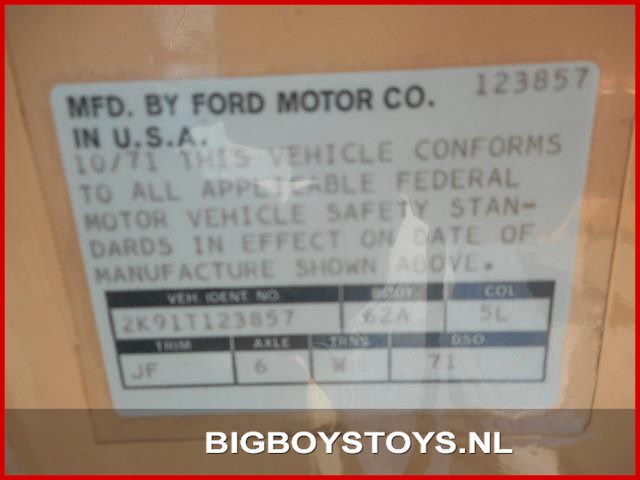 123857
MFD. BY FORD MOTOR CO.
IN U.S.A.
10/71 THIS VEHICLE CONFORMS
TO ALL APPLICABLE FEDERAL
MOTOR VEHICLE SAFETY STAN-
DARDS IN EFFECT ON DATE OF
MANUFACTURE SHOWN ABOVE.
VEH. IDENT. NO. BODY COL
2K91T123857 62A 5L
TRIM AXLE TRNS DSO
JF 6 W 71
BIGBOYSTOYS.NL